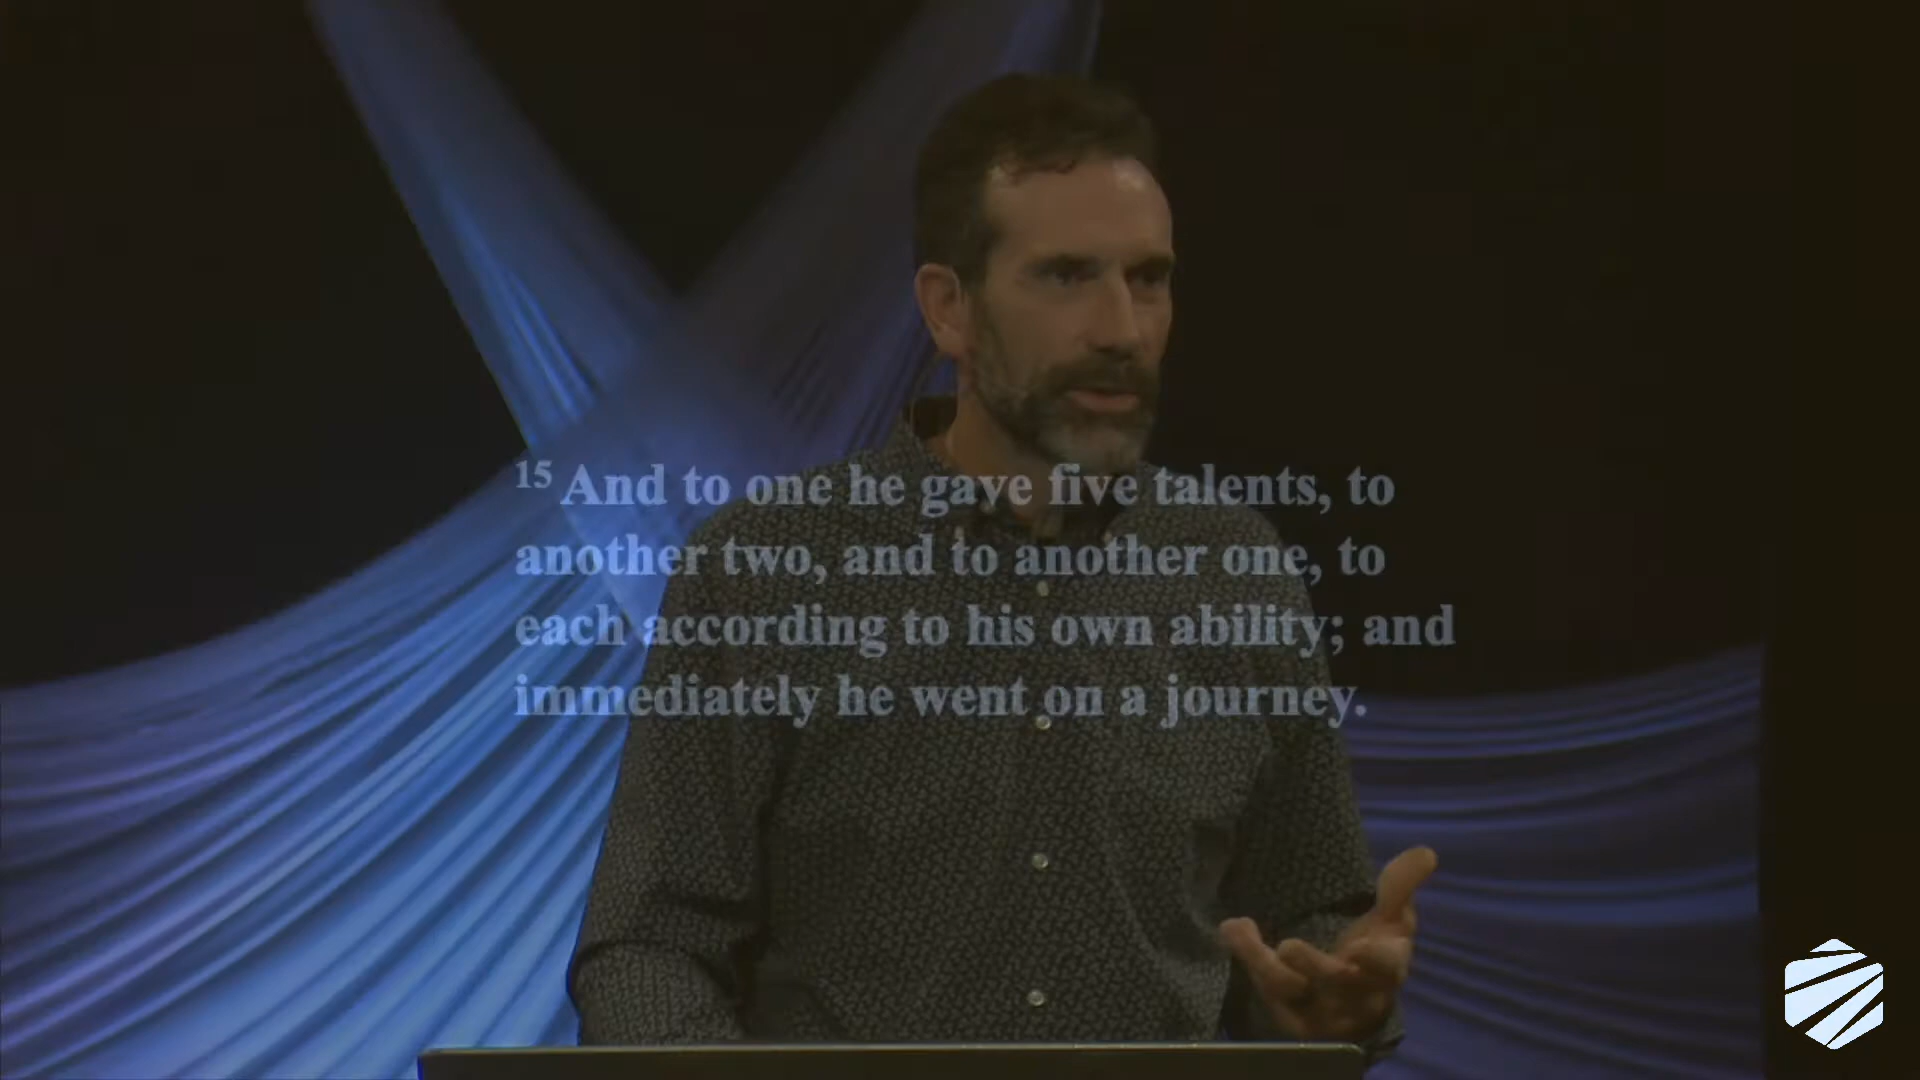 15 And to one he gave five talents, to
another two, and to another one, to
each according to his own ability; and
immediately he went on a journey.